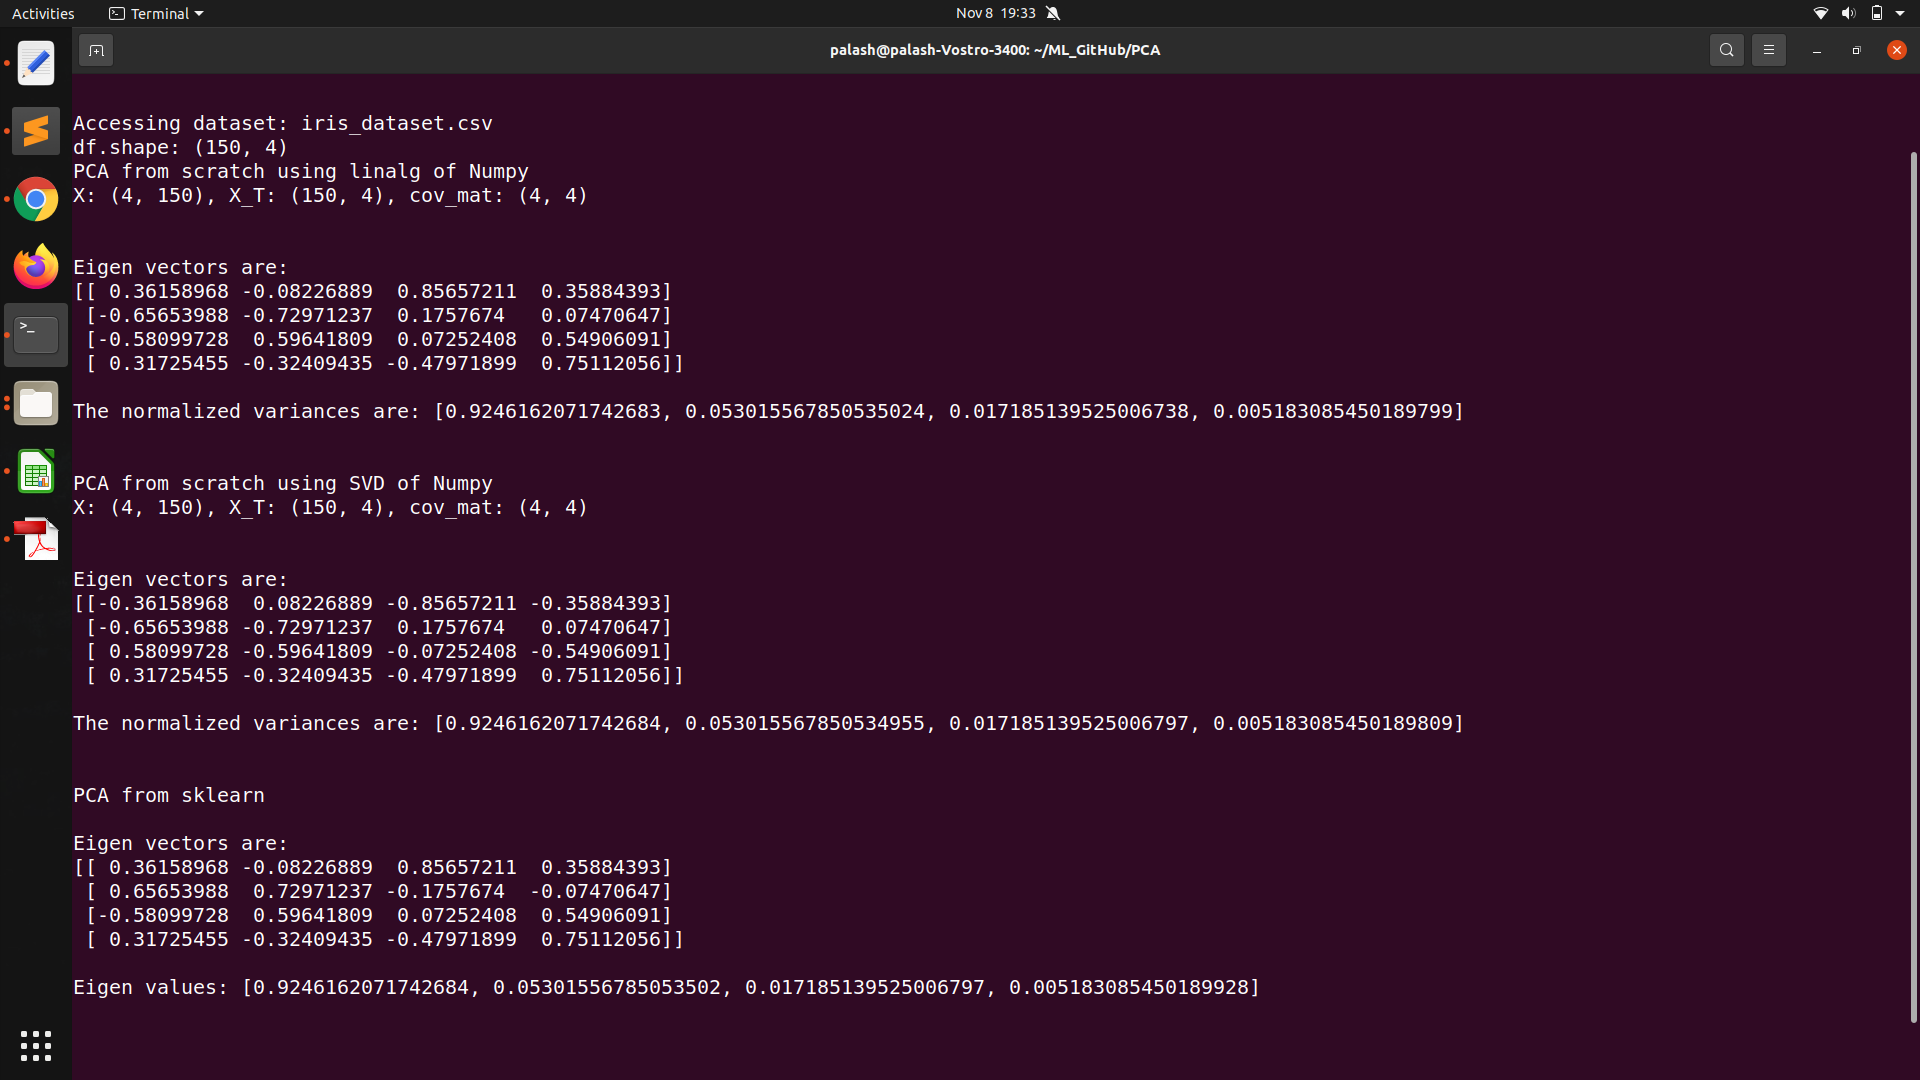 Activities
Terminal
Nov 8 19:33
palash@palash-Vostro-3400: ~/ML_GitHub/PCA
Accessing dataset: iris_dataset.csv
df.shape: (150, 4)
PCA from scratch using linalg of Numpy
X: (4, 150), X_T: (150, 4), cov_mat: (4, 4)
Eigen vectors are:
[[ 0.36158968 -0.08226889  0.85657211  0.35884393]
 [-0.65653988 -0.72971237  0.1757674   0.07470647]
 [-0.58099728  0.59641809  0.07252408  0.54906091]
 [ 0.31725455 -0.32409435 -0.47971899  0.75112056]]
The normalized variances are: [0.9246162071742683, 0.053015567850535024, 0.017185139525006738, 0.005183085450189799]
PCA from scratch using SVD of Numpy
X: (4, 150), X_T: (150, 4), cov_mat: (4, 4)
Eigen vectors are:
[[-0.36158968  0.08226889 -0.85657211 -0.35884393]
 [-0.65653988 -0.72971237  0.1757674   0.07470647]
 [ 0.58099728 -0.59641809 -0.07252408 -0.54906091]
 [ 0.31725455 -0.32409435 -0.47971899  0.75112056]]
The normalized variances are: [0.9246162071742684, 0.053015567850534955, 0.017185139525006797, 0.005183085450189809]
PCA from sklearn
Eigen vectors are:
[[ 0.36158968 -0.08226889  0.85657211  0.35884393]
 [ 0.65653988  0.72971237 -0.1757674  -0.07470647]
 [-0.58099728  0.59641809  0.07252408  0.54906091]
 [ 0.31725455 -0.32409435 -0.47971899  0.75112056]]
Eigen values: [0.9246162071742684, 0.05301556785053502, 0.017185139525006797, 0.005183085450189928]